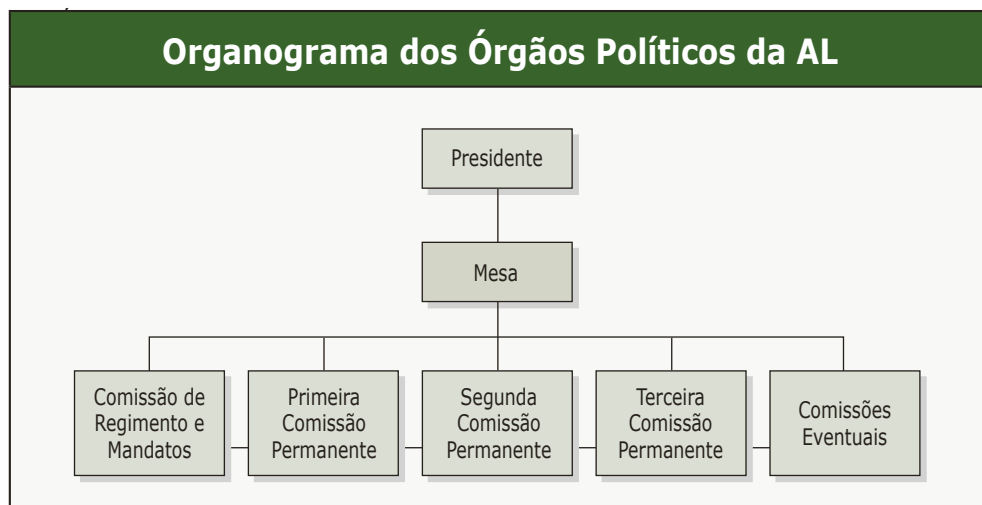 Organograma dos Órgãos Políticos da AL
Presidente
Mesa
Comissão de
Regimento e
Mandatos
Primeira
Comissão
Permanente
Segunda
Comissão
Permanente
Terceira
Comissão
Permanente
Comissões
Eventuais